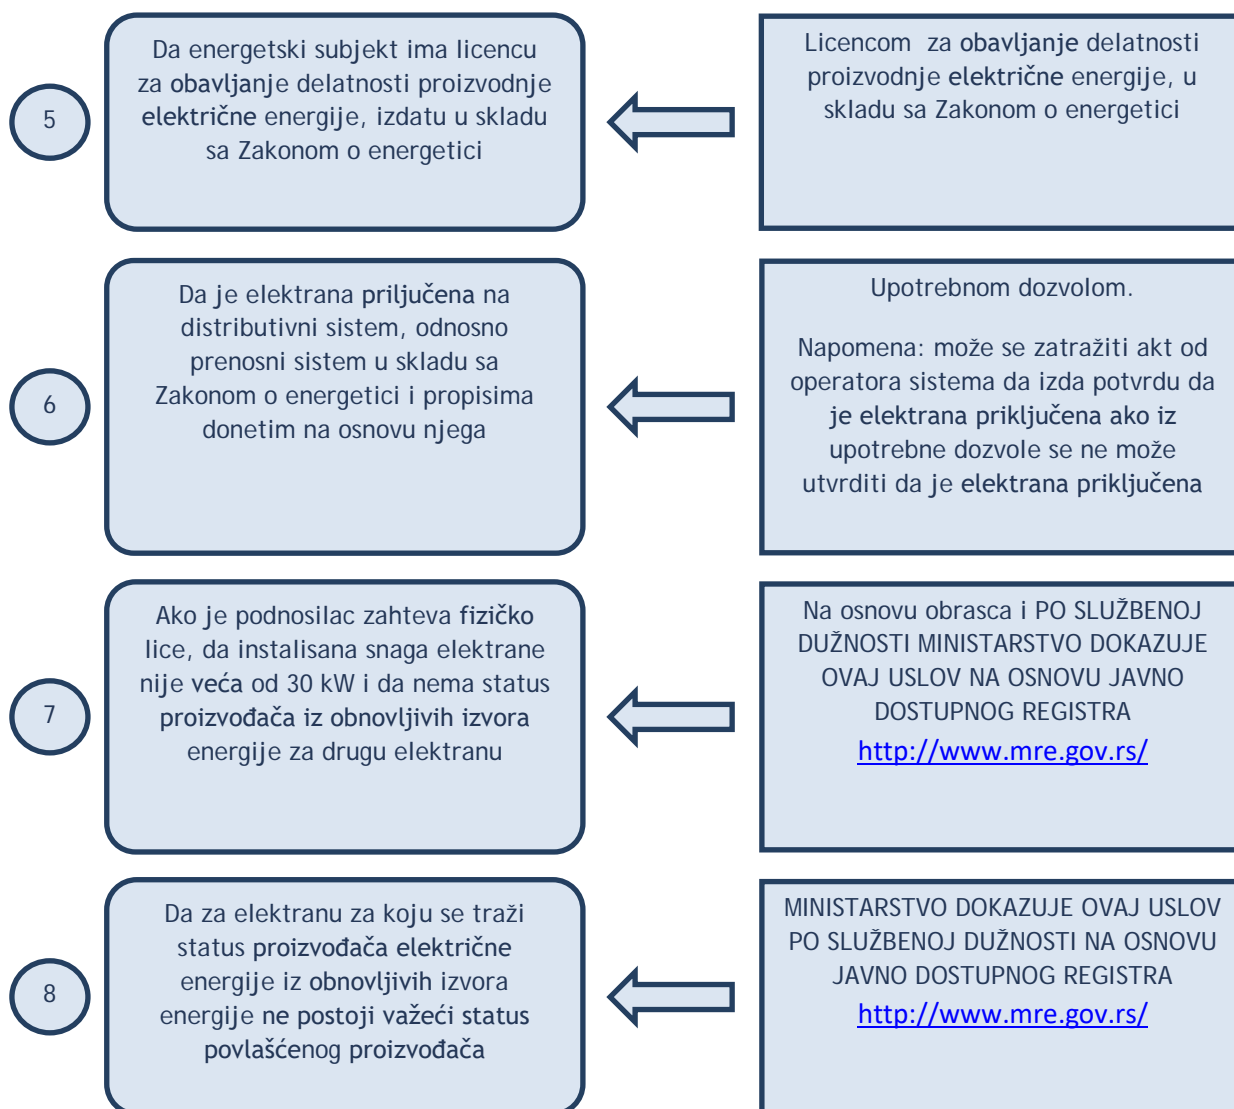 5
Da energetski subjekt ima licencu
za obavljanje delatnosti proizvodnje
električne energije, izdatu u skladu
sa Zakonom o energetici
Licencom za obavljanje delatnosti
proizvodnje električne energije, u
skladu sa Zakonom o energetici
6
Da je elektrana priljučena na
distributivni sistem, odnosno
prenosni sistem u skladu sa
Zakonom o energetici i propisima
donetim na osnovu njega
Upotrebnom dozvolom.
Napomena: može se zatražiti akt od
operatora sistema da izda potvrdu da
je elektrana priključena ako iz
upotrebne dozvole se ne može
utvrditi da je elektrana priključena
7
Ako je podnosilac zahteva fizičko
lice, da instalisana snaga elektrane
nije veća od 30 kW i da nema status
proizvođača iz obnovljivih izvora
energije za drugu elektranu
Na osnovu obrasca i PO SLUŽBENOJ
DUŽNOSTI MINISTARSTVO DOKAZUJE
OVAJ USLOV NA OSNOVU JAVNO
DOSTUPNOG REGISTRA
http://www.mre.gov.rs/
8
Da za elektranu za koju se traži
status proizvođača električne
energije iz obnovljivih izvora
energije ne postoji važeći status
povlašćenog proizvođača
MINISTARSTVO DOKAZUJE OVAJ USLOV
PO SLUŽBENOJ DUŽNOSTI NA OSNOVU
JAVNO DOSTUPNOG REGISTRA
http://www.mre.gov.rs/